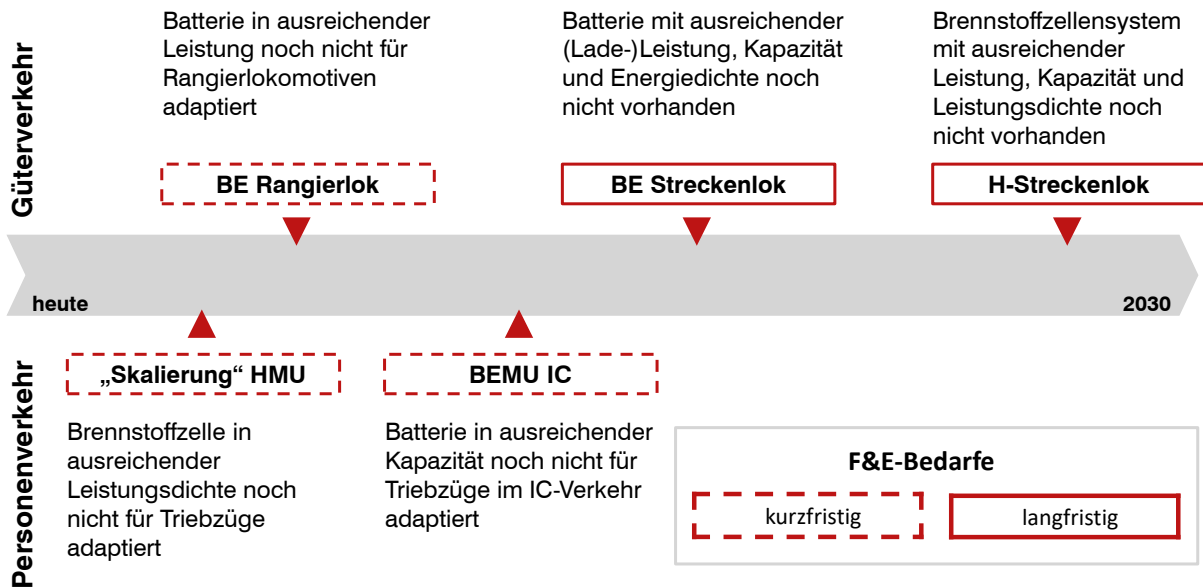 Güterverkehr
Batterie in ausreichender
Leistung noch nicht für
Rangierlokomotiven
adaptiert
BE Rangierlok
Batterie mit ausreichender
(Lade-)Leistung, Kapazität
und Energiedichte noch
nicht vorhanden
BE Streckenlok
Brennstoffzellensystem
mit ausreichender
Leistung, Kapazität und
Leistungsdichte noch
nicht vorhanden
H-Streckenlok
heute
2030
Personenverkehr
„Skalierung“ HMU
Brennstoffzelle in
ausreichender
Leistungsdichte noch
nicht für Triebzüge
adaptiert
BEMU IC
Batterie in ausreichender
Kapazität noch nicht für
Triebzüge im IC-Verkehr
adaptiert
F&E-Bedarfe
kurzfristig
langfristig